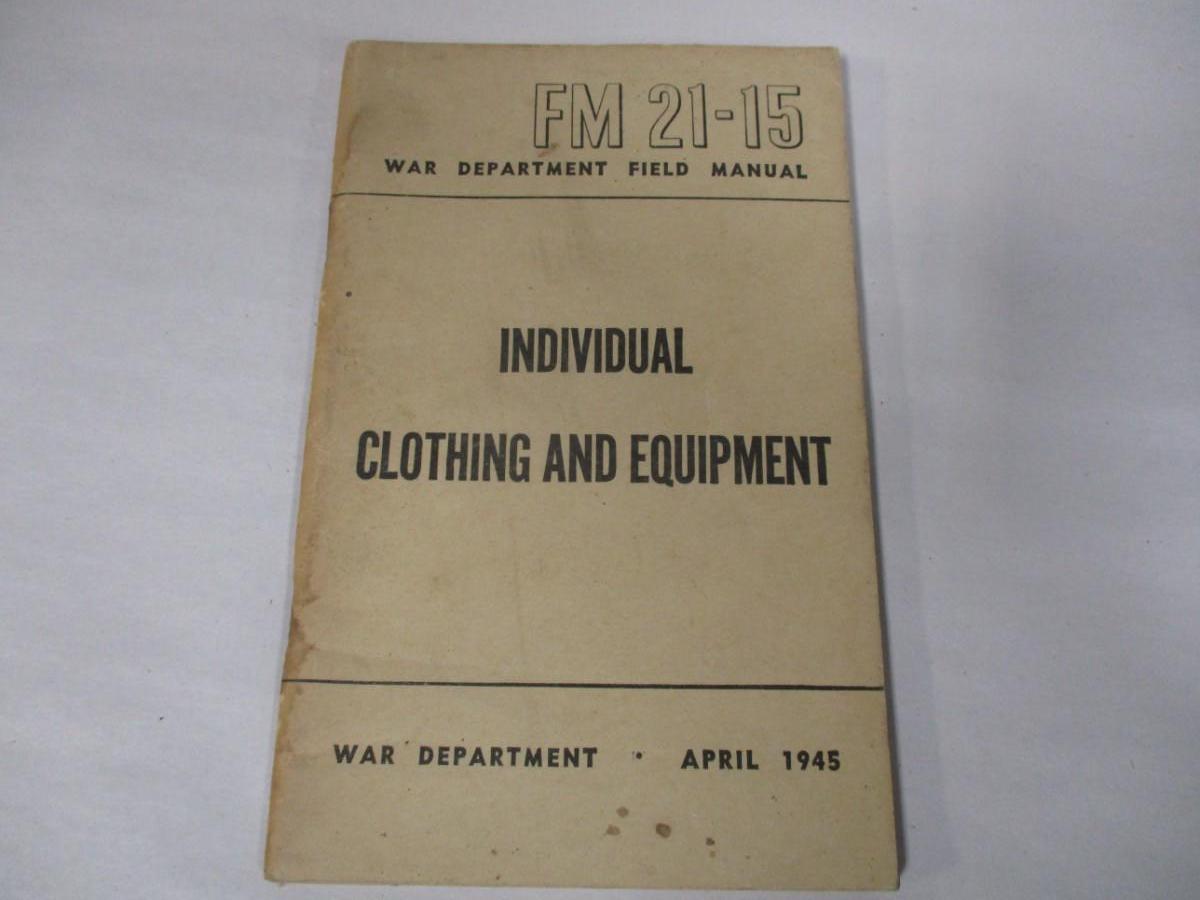 FM 21-15
WAR DEPARTMENT FIELD MANUAL
INDIVIDUAL
CLOTHING AND EQUIPMENT
WAR DEPARTMENT • APRIL 1945